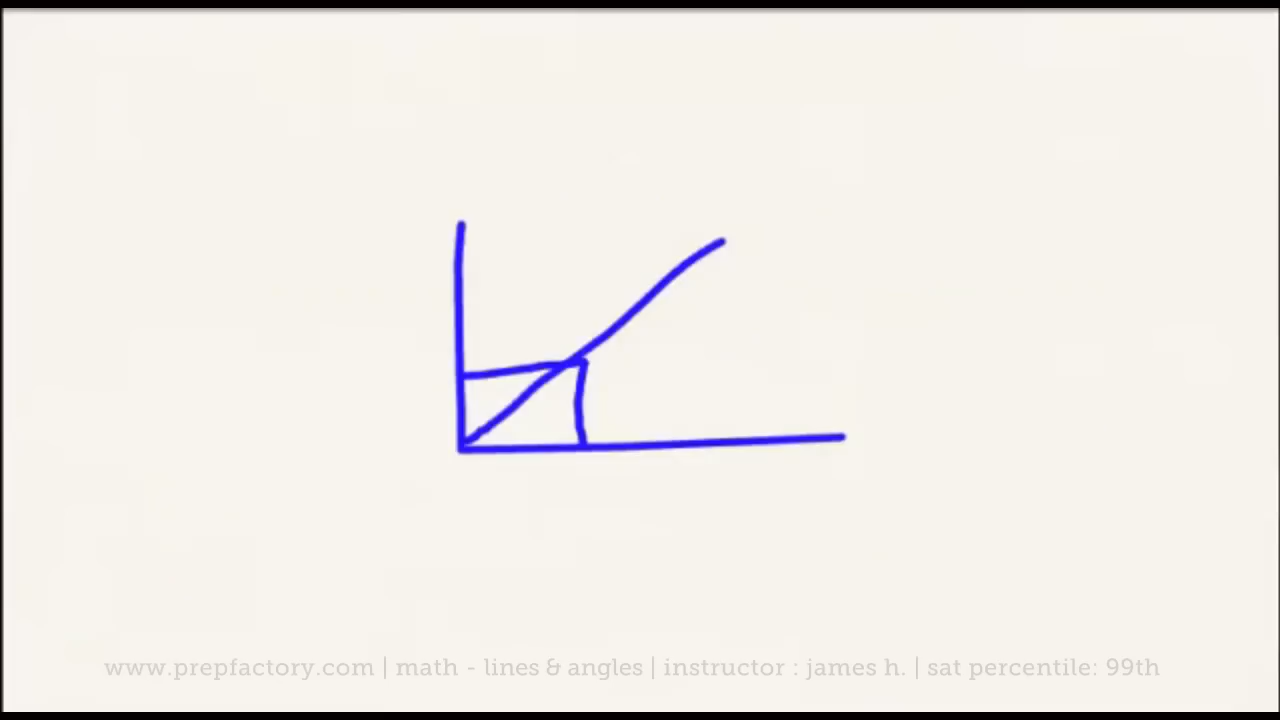 www.prepfactory.com | math - lines & angles | instructor : james h. | sat percentile: 99th